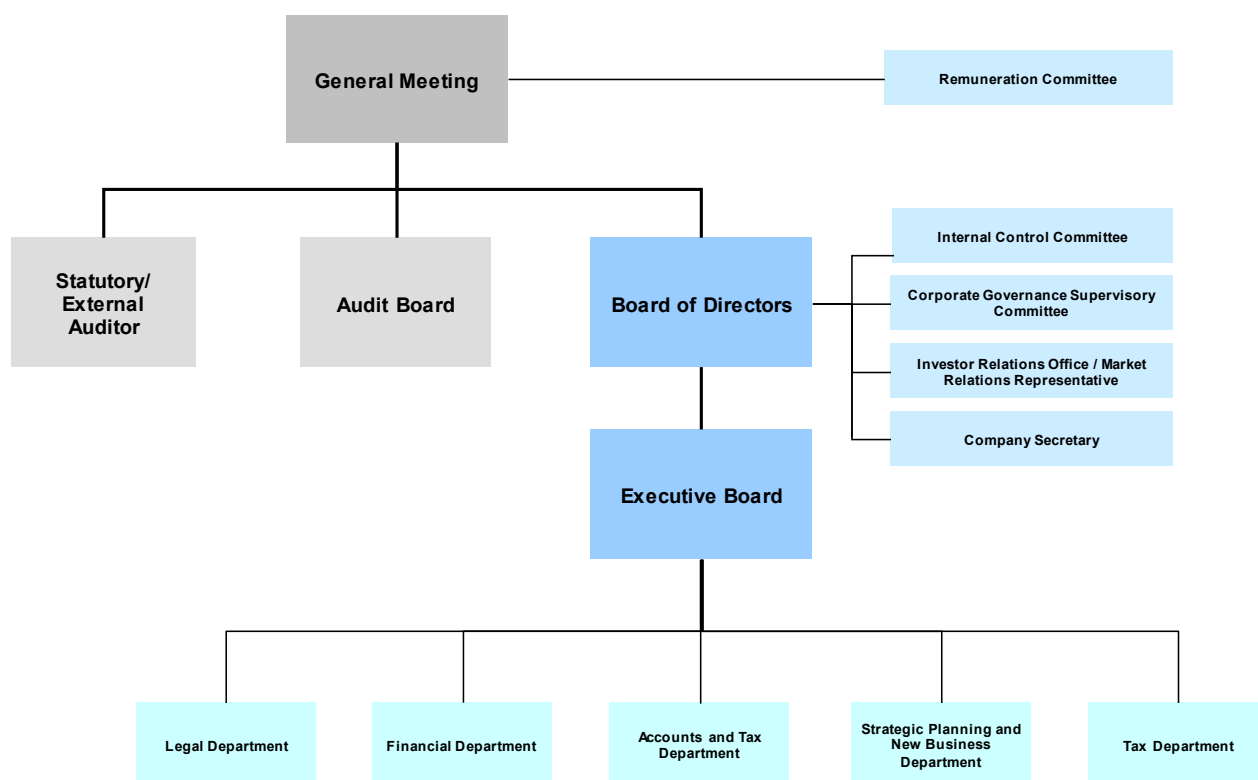 General Meeting
Remuneration Committee
Statutory/
External
Auditor
Audit Board
Board of Directors
Internal Control Committee
Corporate Governance Supervisory
Committee
Investor Relations Office / Market
Relations Representative
Company Secretary
Executive Board
Legal Department
Financial Department
Accounts and Tax
Department
Strategic Planning and
New Business
Department
Tax Department